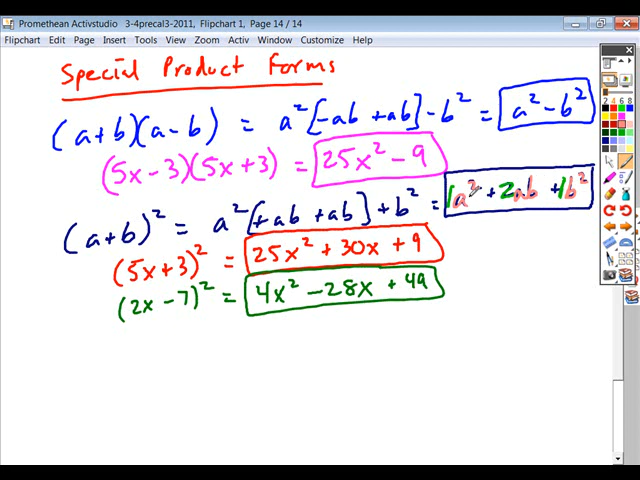 Promethean Activstudio - 3-4precal3-2011, Flipchart 1, Page 14 / 14
Flipchart Edit Page Insert Tools View Activ Window Customize Help
Special Product Forms
(a+b)(a-b) = a² [-ab +ab] - b² = a² - b²
(5x - 3)(5x + 3) = 25x² - 9
(a+b)² = a² [+ab +ab] + b² = 1a² + 2ab + 1b²
(5x + 3)² = 25x² + 30x + 9
(2x - 7)² = 4x² - 28x + 49